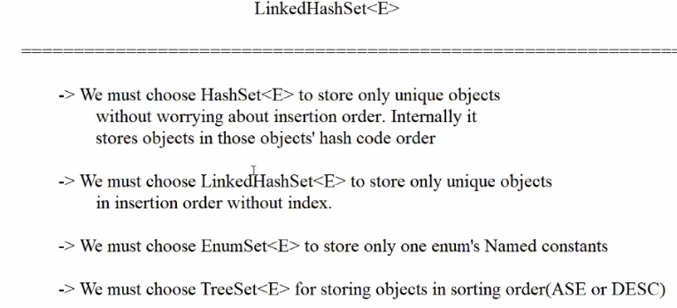 LinkedHashSet<E>
================================================================
-> We must choose HashSet<E> to store only unique objects
without worrying about insertion order. Internally it
stores objects in those objects' hash code order
-> We must choose LinkedHashSet<E> to store only unique objects
in insertion order without index.
-> We must choose EnumSet<E> to store only one enum's Named constants
-> We must choose TreeSet<E> for storing objects in sorting order(ASE or DESC)